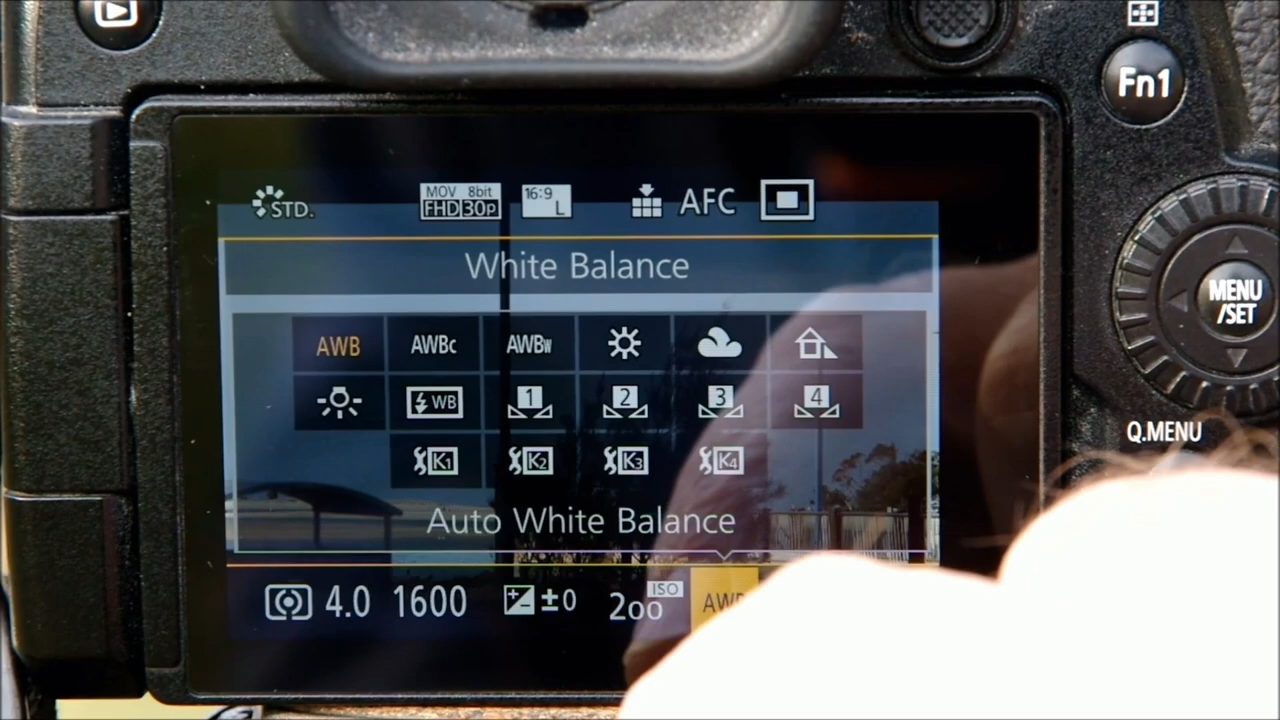 Fn1
STD.
MOV 8bit
FHD 30p
16:9
L
AFC
White Balance
MENU
/SET
AWB AWBc AWBw
WB 1 2 3 4
Q.MENU
K1 K2 K3 K4
Auto White Balance
4.0 1600 ±0 200 ISO